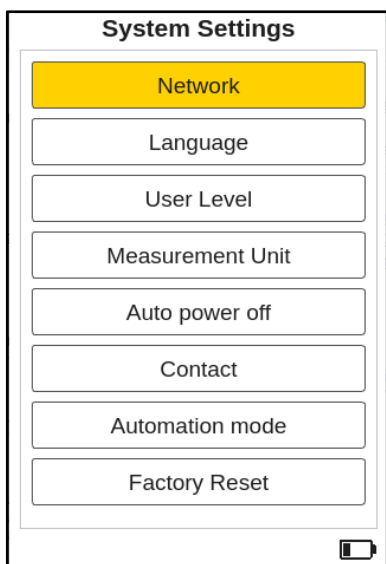 System Settings
Network
Language
User Level
Measurement Unit
Auto power off
Contact
Automation mode
Factory Reset